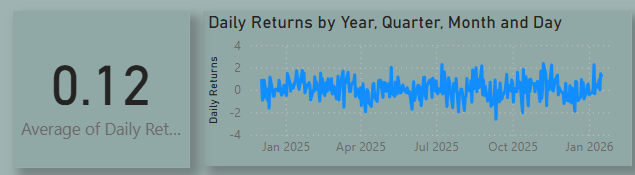 0.12
Average of Daily Ret...
Daily Returns by Year, Quarter, Month and Day
Daily Returns
4
2
0
-2
-4
Jan 2025 Apr 2025 Jul 2025 Oct 2025 Jan 2026